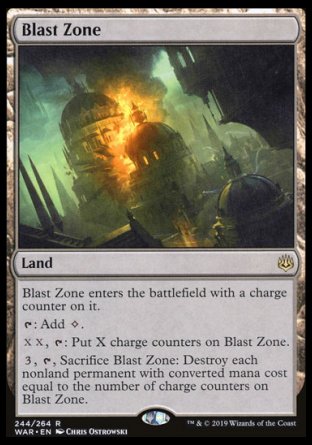 Blast Zone
Land
Blast Zone enters the battlefield with a charge
counter on it.
: Add .
X X, : Put X charge counters on Blast Zone.
3, , Sacrifice Blast Zone: Destroy each
nonland permanent with converted mana cost
equal to the number of charge counters on
Blast Zone.
244/264 R
WAR • EN Chris Ostrowski
™ & © 2019 Wizards of the Coast